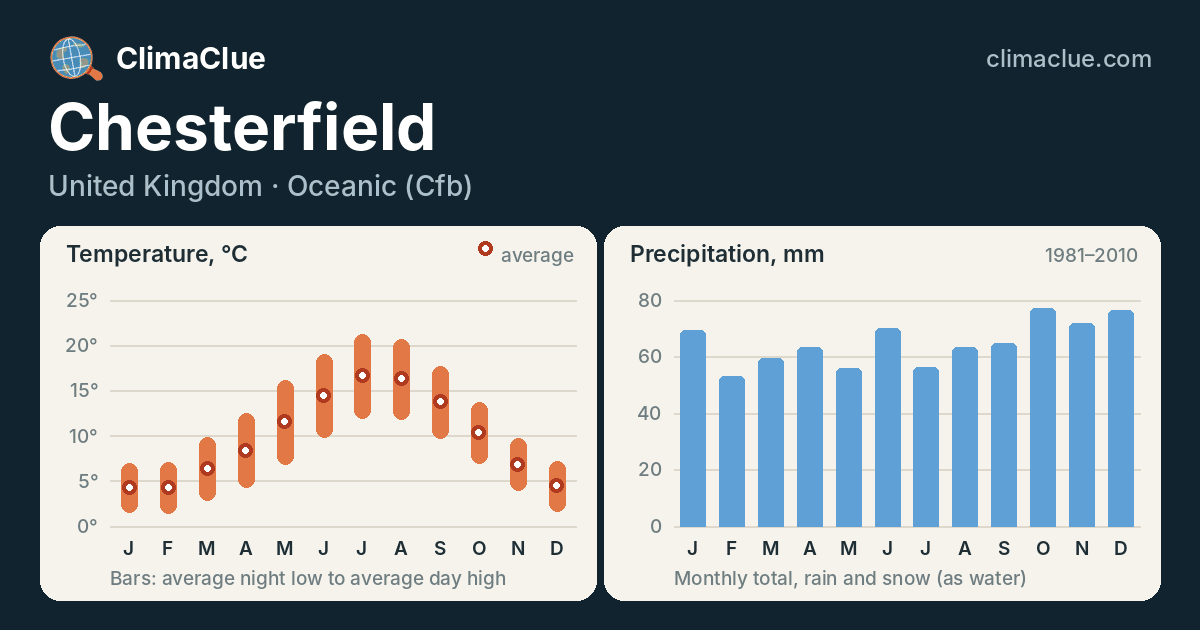 ClimaClue
climaclue.com
Chesterfield
United Kingdom · Oceanic (Cfb)
Temperature, °C
average
25°
20°
15°
10°
5°
0°
J F M A M J J A S O N D
Bars: average night low to average day high
Precipitation, mm
1981–2010
80
60
40
20
0
J F M A M J J A S O N D
Monthly total, rain and snow (as water)